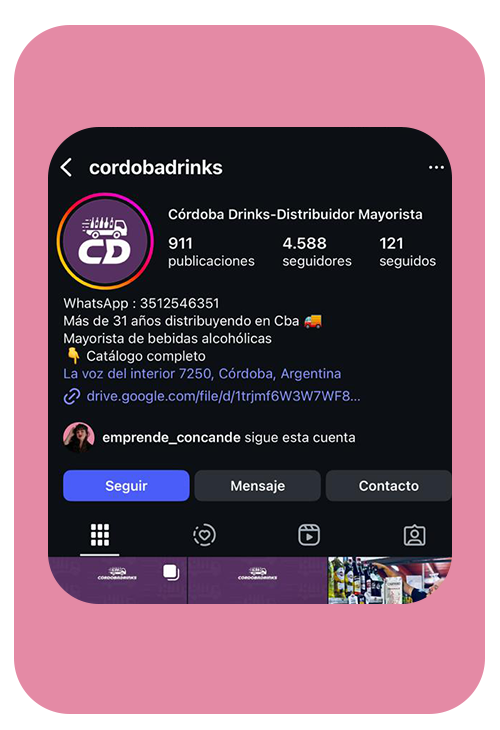 cordobadrinks
CD
Córdoba Drinks-Distribuidor Mayorista
911 4.588 121
publicaciones seguidores seguidos
WhatsApp : 3512546351
Más de 31 años distribuyendo en Cba 🚚
Mayorista de bebidas alcohólicas
👇 Catálogo completo
La voz del interior 7250, Córdoba, Argentina
drive.google.com/file/d/1trjmf6W3W7WF8...
emprende_concande sigue esta cuenta
Seguir Mensaje Contacto
CORDOBADRINKS CORDOBADRINKS